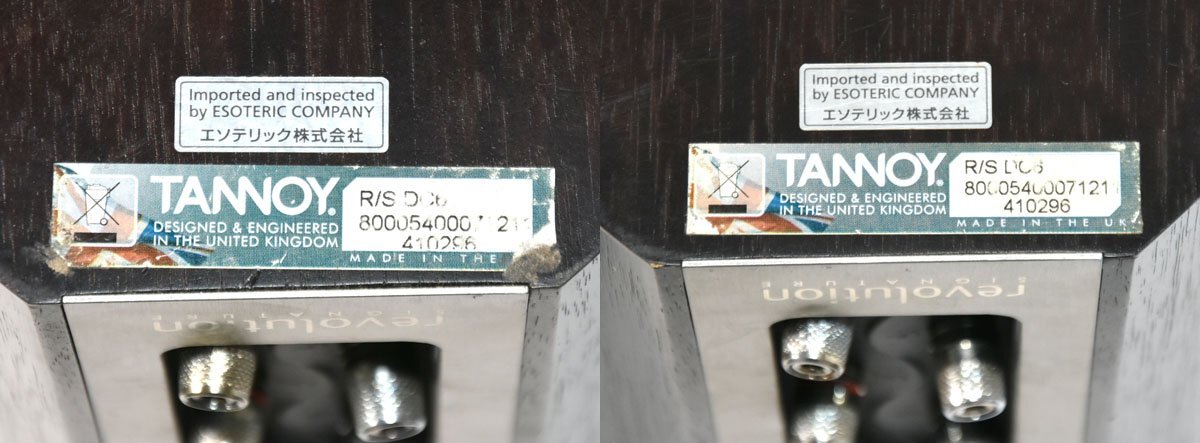 Imported and inspected
by ESOTERIC COMPANY
エソテリック株式会社
TANNOY.
DESIGNED & ENGINEERED
IN THE UNITED KINGDOM
R/S DC6
410296
MADE IN THE
revolution
SIGNATURE
Imported and inspected
by ESOTERIC COMPANY
エソテリック株式会社
TANNOY.
DESIGNED & ENGINEERED
IN THE UNITED KINGDOM
R/S DC6
8000540007121
410296
MADE IN THE UK
revolution
SIGNATURE